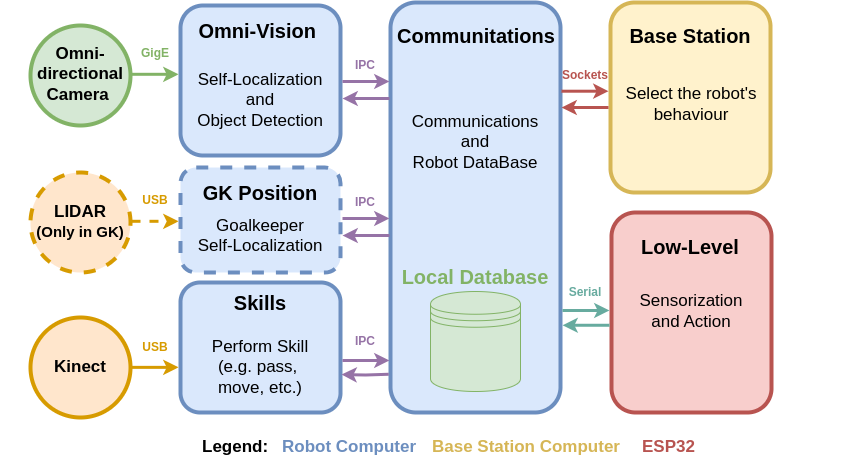 Omni-
directional
Camera
GigE
Omni-Vision
Self-Localization
and
Object Detection
IPC
Communitations
Communications
and
Robot DataBase
Sockets
Base Station
Select the robot's
behaviour
LIDAR
(Only in GK)
USB
GK Position
Goalkeeper
Self-Localization
IPC
Local Database
Low-Level
Sensorization
and Action
Serial
Kinect
USB
Skills
Perform Skill
(e.g. pass,
move, etc.)
IPC
Legend: Robot Computer Base Station Computer ESP32